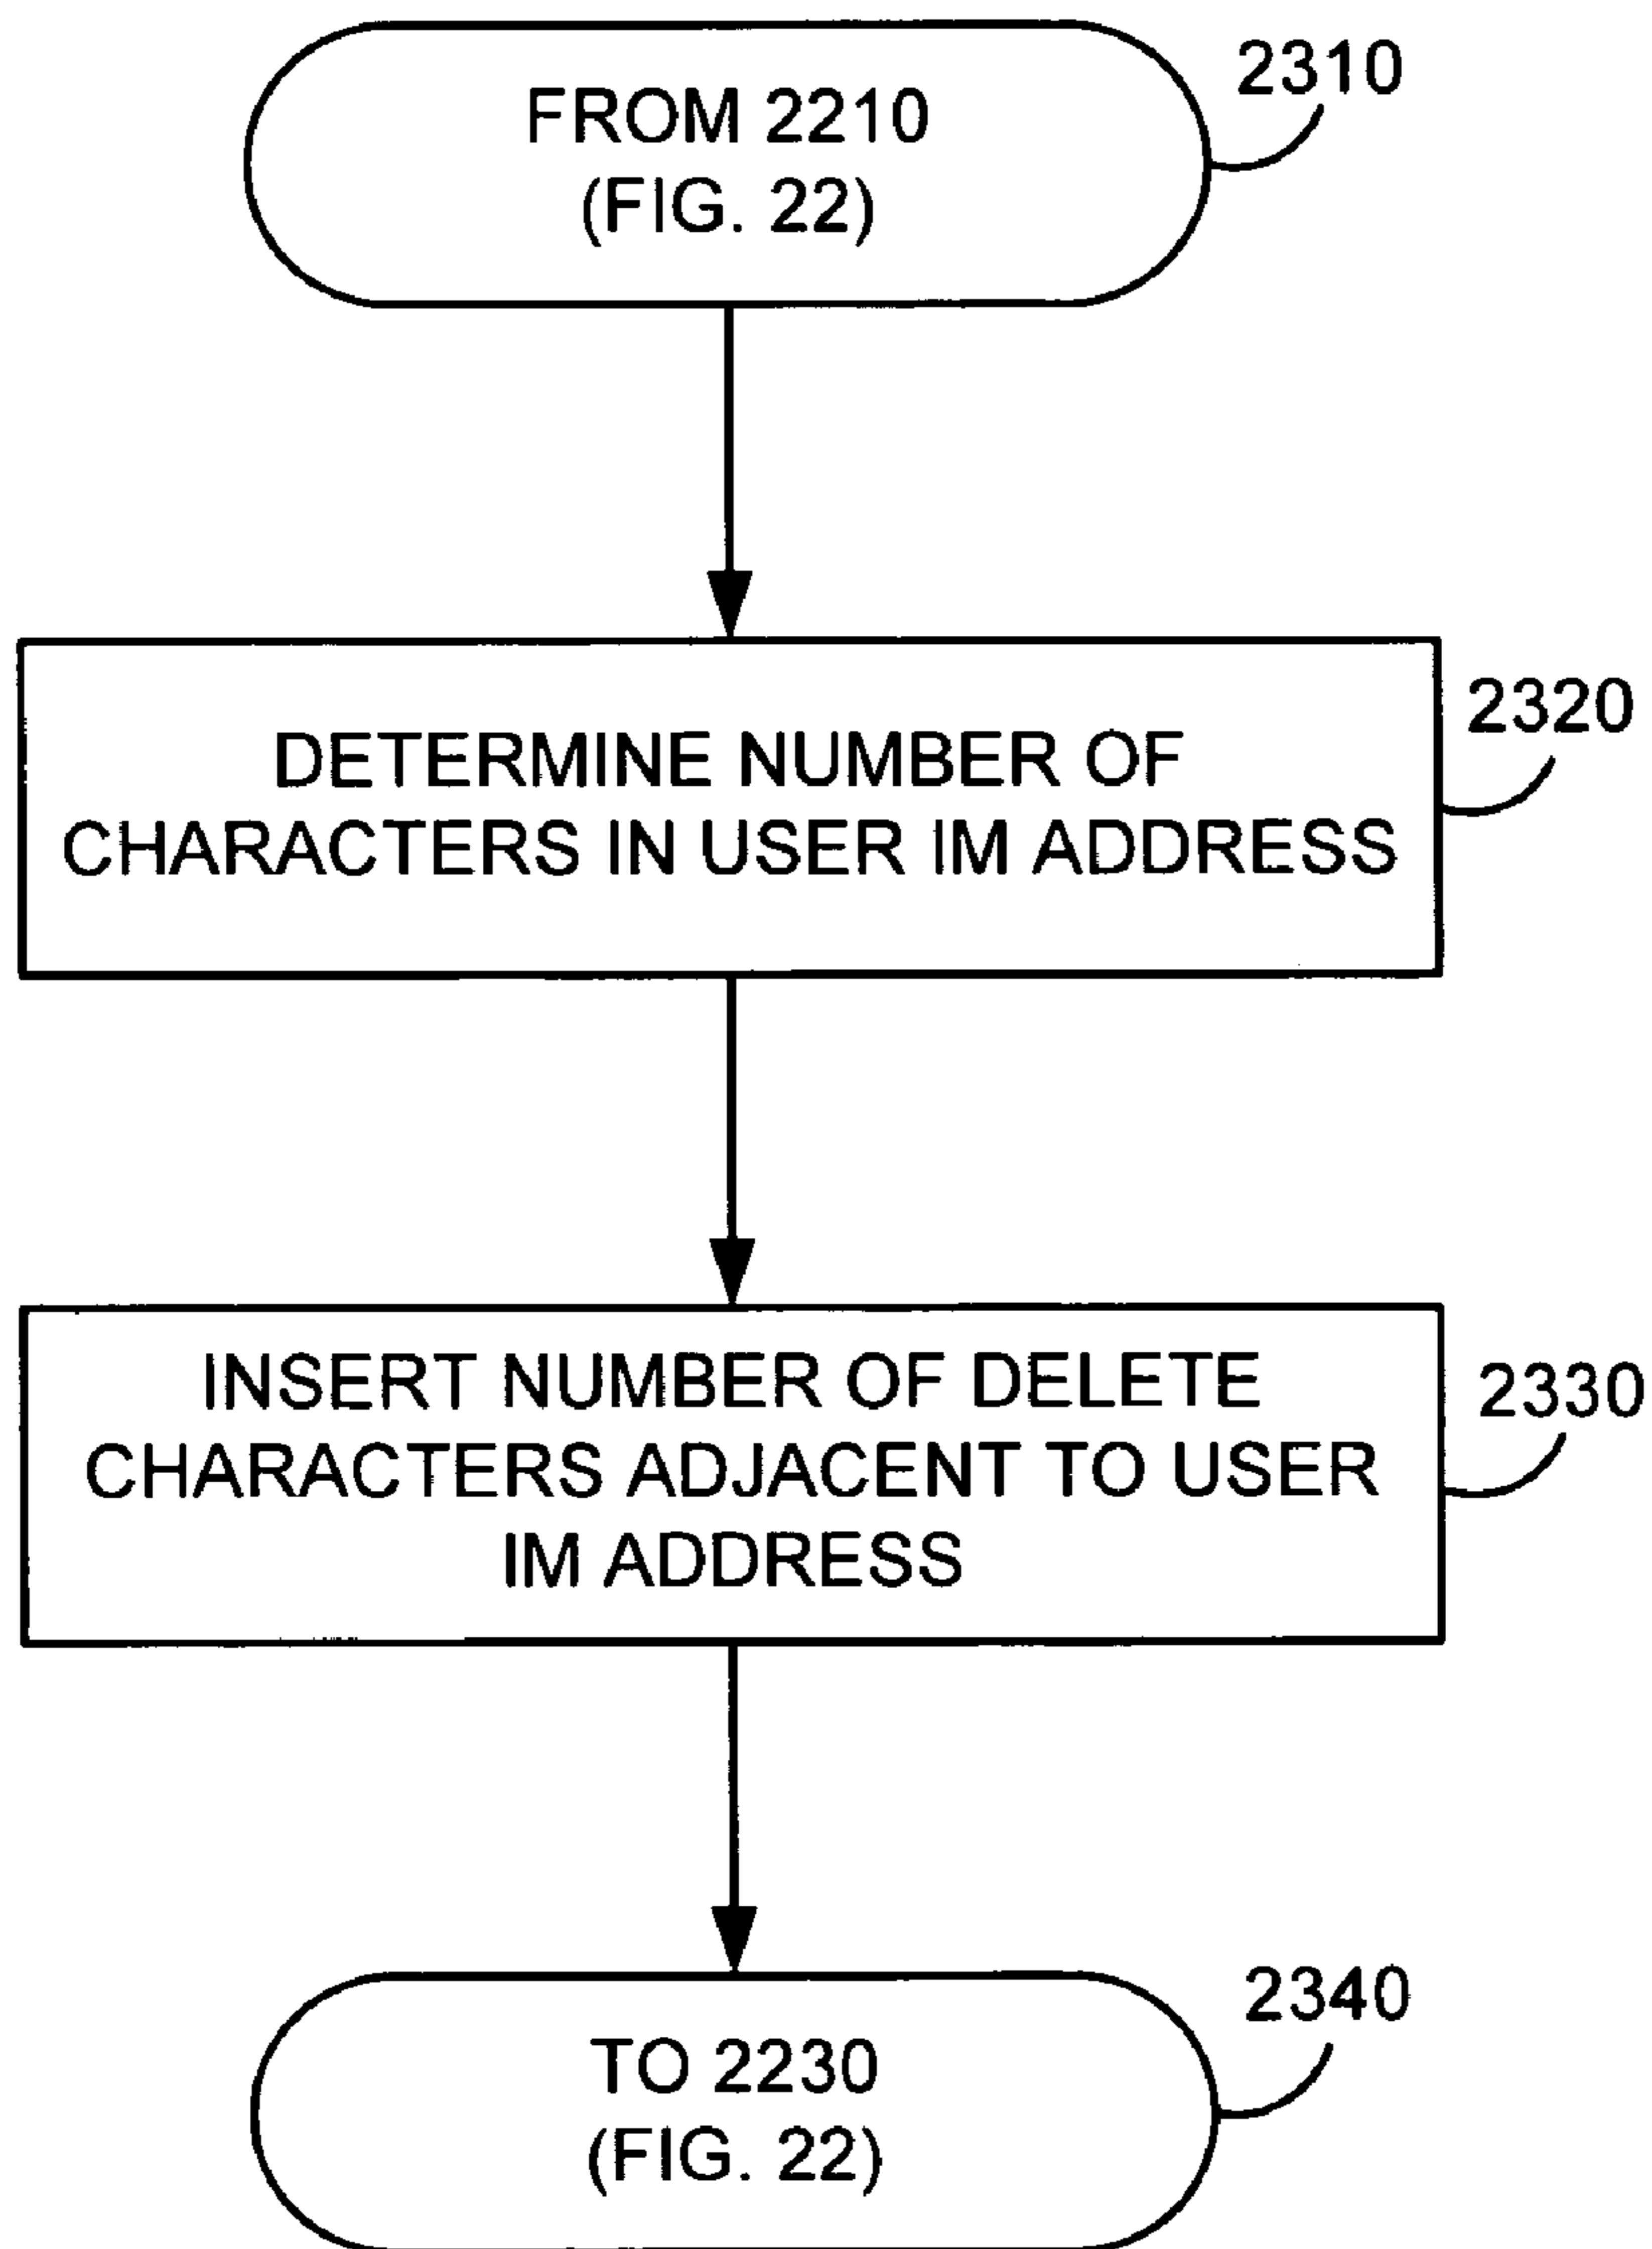 FROM 2210
(FIG. 22)
2310
DETERMINE NUMBER OF
CHARACTERS IN USER IM ADDRESS
2320
INSERT NUMBER OF DELETE
CHARACTERS ADJACENT TO USER
IM ADDRESS
2330
TO 2230
(FIG. 22)
2340